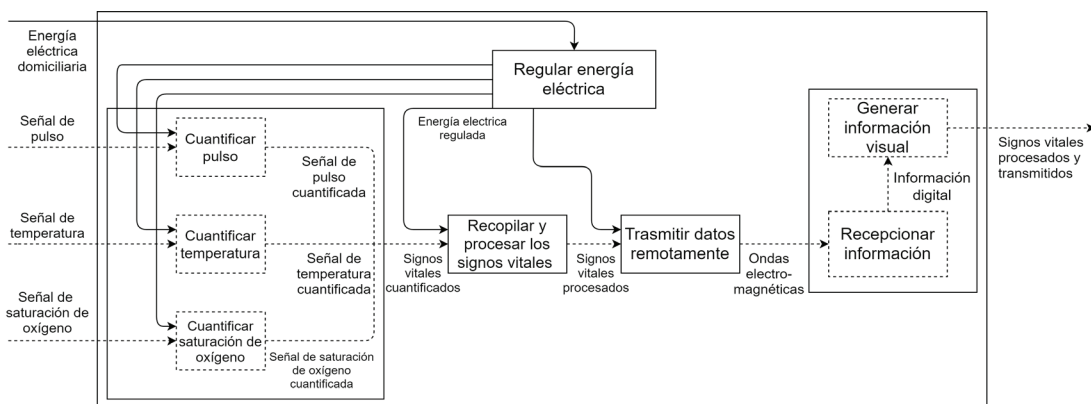 Energía
eléctrica
domiciliaria
Regular energía
eléctrica
Energía electrica
regulada
Señal de
pulso
Cuantificar
pulso
Señal de
pulso
cuantificada
Señal de
temperatura
Cuantificar
temperatura
Señal de
temperatura
cuantificada
Señal de
saturación de
oxígeno
Cuantificar
saturación de
oxígeno
Señal de saturación
de oxígeno
cuantificada
Signos
vitales
cuantificados
Recopilar y
procesar los
signos vitales
Signos
vitales
procesados
Trasmitir datos
remotamente
Ondas
electro-
magnéticas
Recepcionar
información
Información
digital
Generar
información
visual
Signos vitales
procesados y
transmitidos